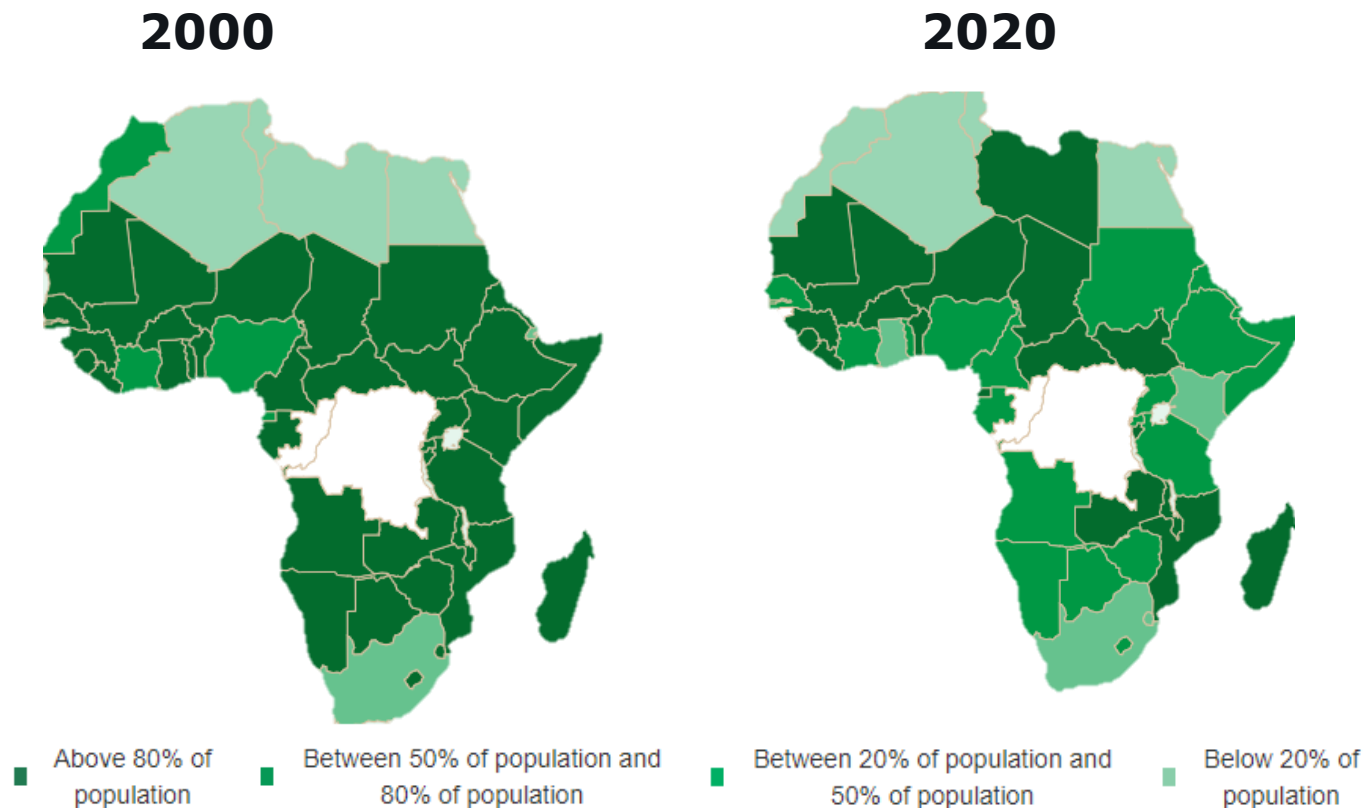 2000
2020
Above 80% of
population
Between 50% of population and
80% of population
Between 20% of population and
50% of population
Below 20% of
population